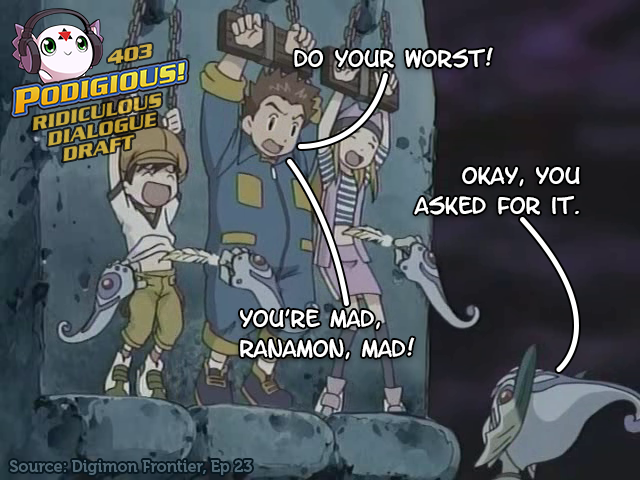 403
PODIGIOUS!
RIDICULOUS
DIALOGUE
DRAFT
DO YOUR WORST!
OKAY, YOU
ASKED FOR IT.
YOU'RE MAD,
RANAMON, MAD!
Source: Digimon Frontier, Ep 23